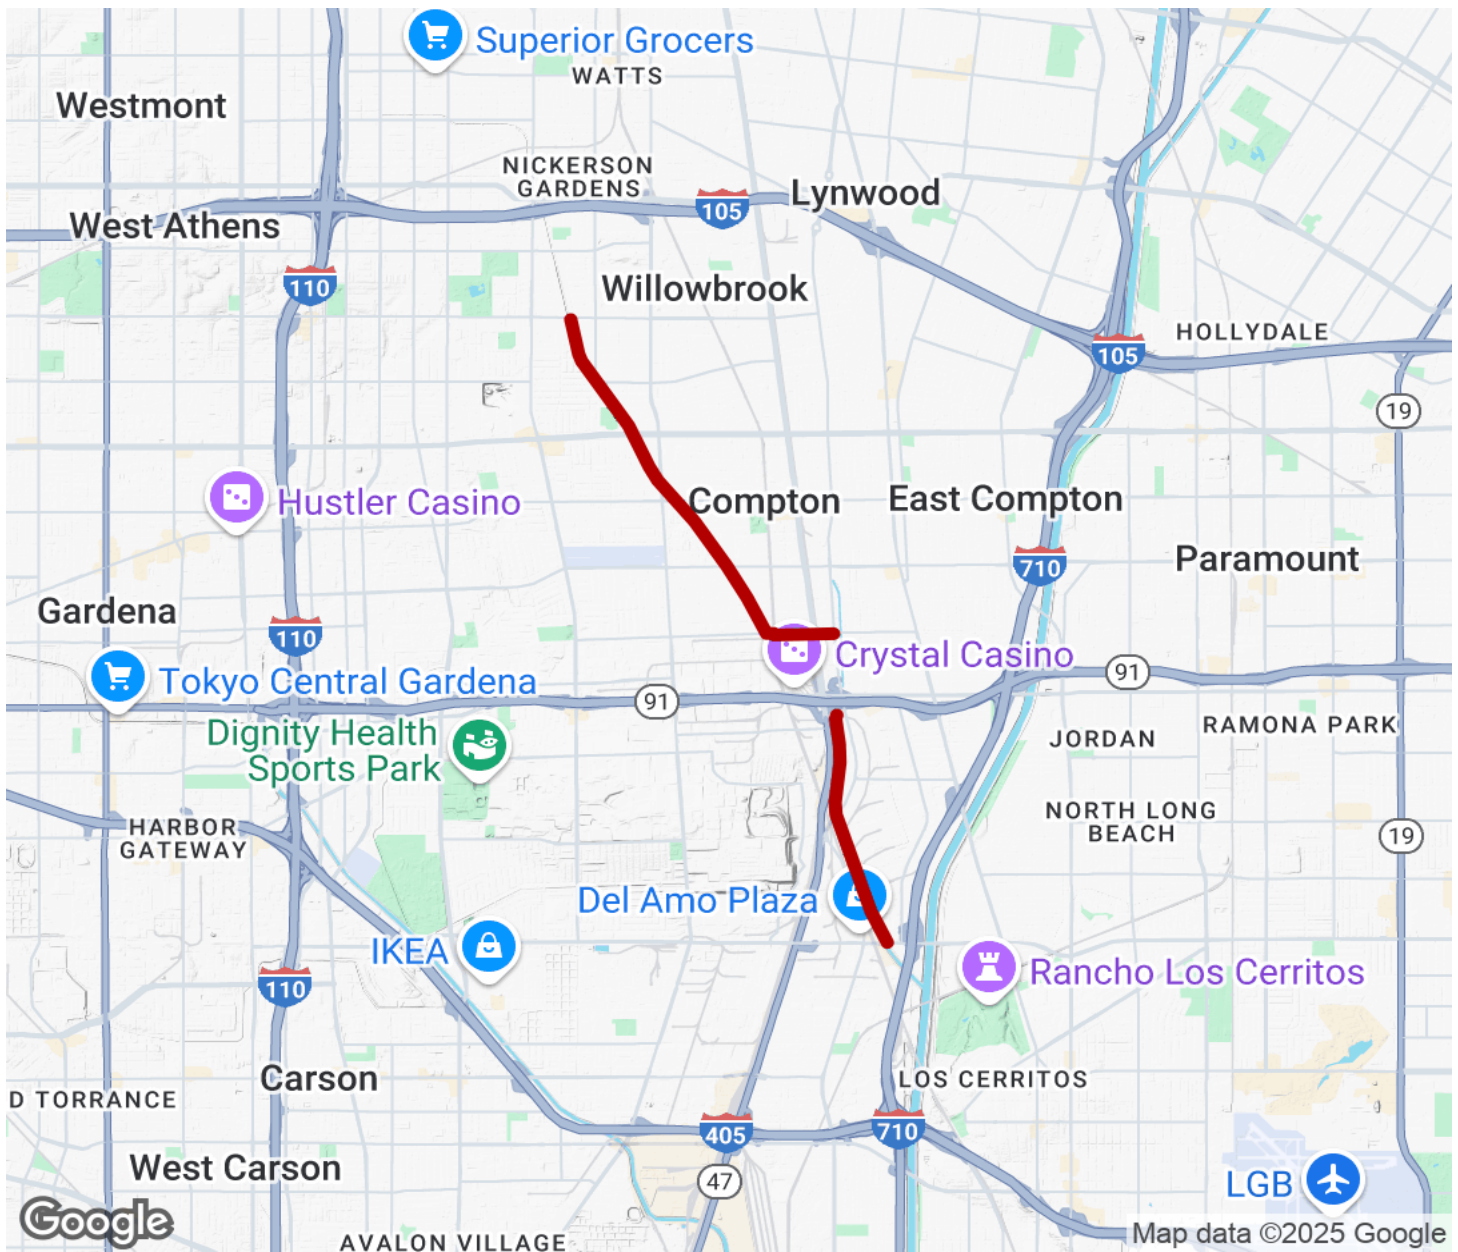 Superior Grocers
WATTS
Westmont
NICKERSON
GARDENS
Lynwood
105
West Athens
110
Willowbrook
HOLLYDALE
105
19
Hustler Casino
Compton
East Compton
Paramount
710
Gardena
110
Crystal Casino
Tokyo Central Gardena
91
91
Dignity Health
Sports Park
JORDAN
RAMONA PARK
HARBOR
GATEWAY
NORTH LONG
BEACH
19
Del Amo Plaza
IKEA
Rancho Los Cerritos
110
Carson
LOS CERRITOS
D TORRANCE
405
710
West Carson
47
LGB
Google
AVALON VILLAGE
Map data ©2025 Google